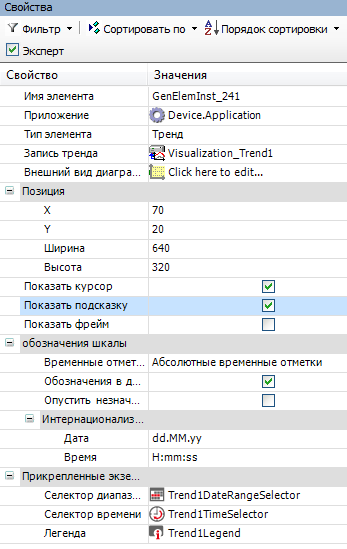 Свойства
Фильтр Сортировать по Порядок сортировки
Эксперт
Свойство Значения
Имя элемента GenElemInst_241
Приложение Device.Application
Тип элемента Тренд
Запись тренда Visualization_Trend1
Внешний вид диагра... Click here to edit...
Позиция
X 70
Y 20
Ширина 640
Высота 320
Показать курсор
Показать подсказку
Показать фрейм
обозначения шкалы
Временные отмет... Абсолютные временные отметки
Обозначения в д...
Опустить незнач...
Интернационализ...
Дата dd.MM.yy
Время H:mm:ss
Прикрепленные экзе...
Селектор диапаз... Trend1DateRangeSelector
Селектор времени Trend1TimeSelector
Легенда Trend1Legend